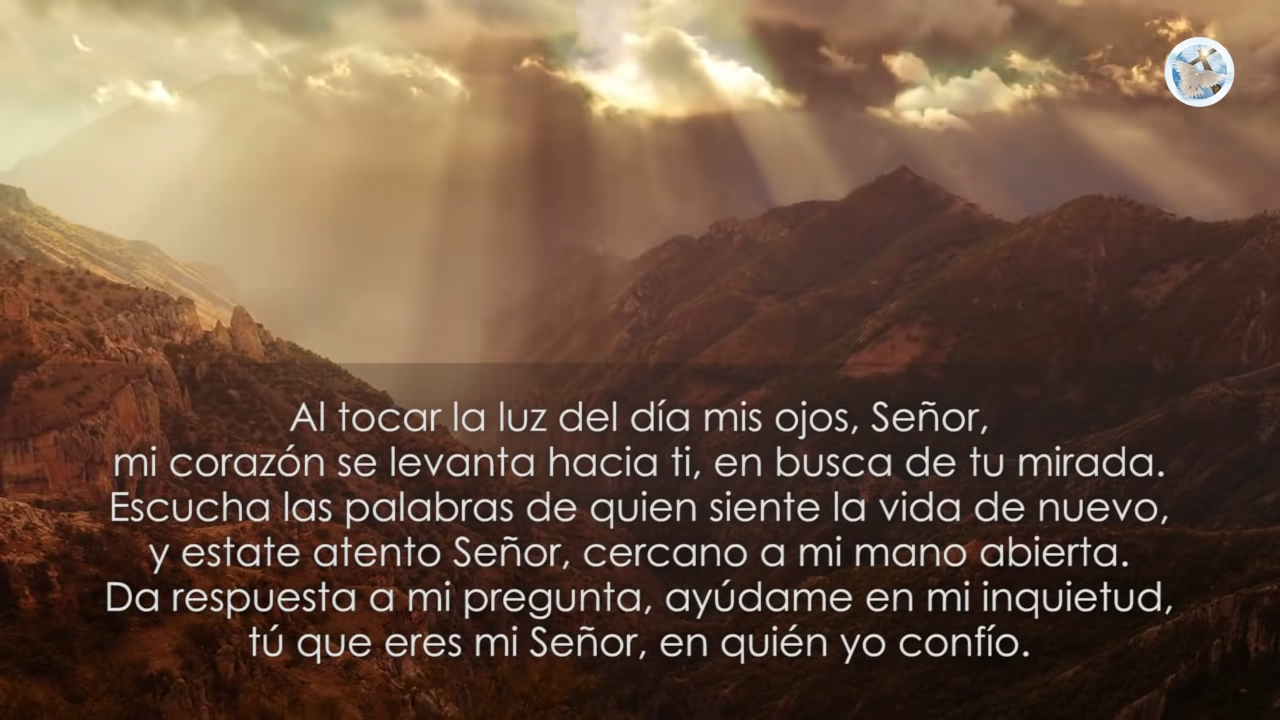 Al tocar la luz del día mis ojos, Señor,
mi corazón se levanta hacia ti, en busca de tu mirada.
Escucha las palabras de quien siente la vida de nuevo,
y estate atento Señor, cercano a mi mano abierta.
Da respuesta a mi pregunta, ayúdame en mi inquietud,
tú que eres mi Señor, en quién yo confío.